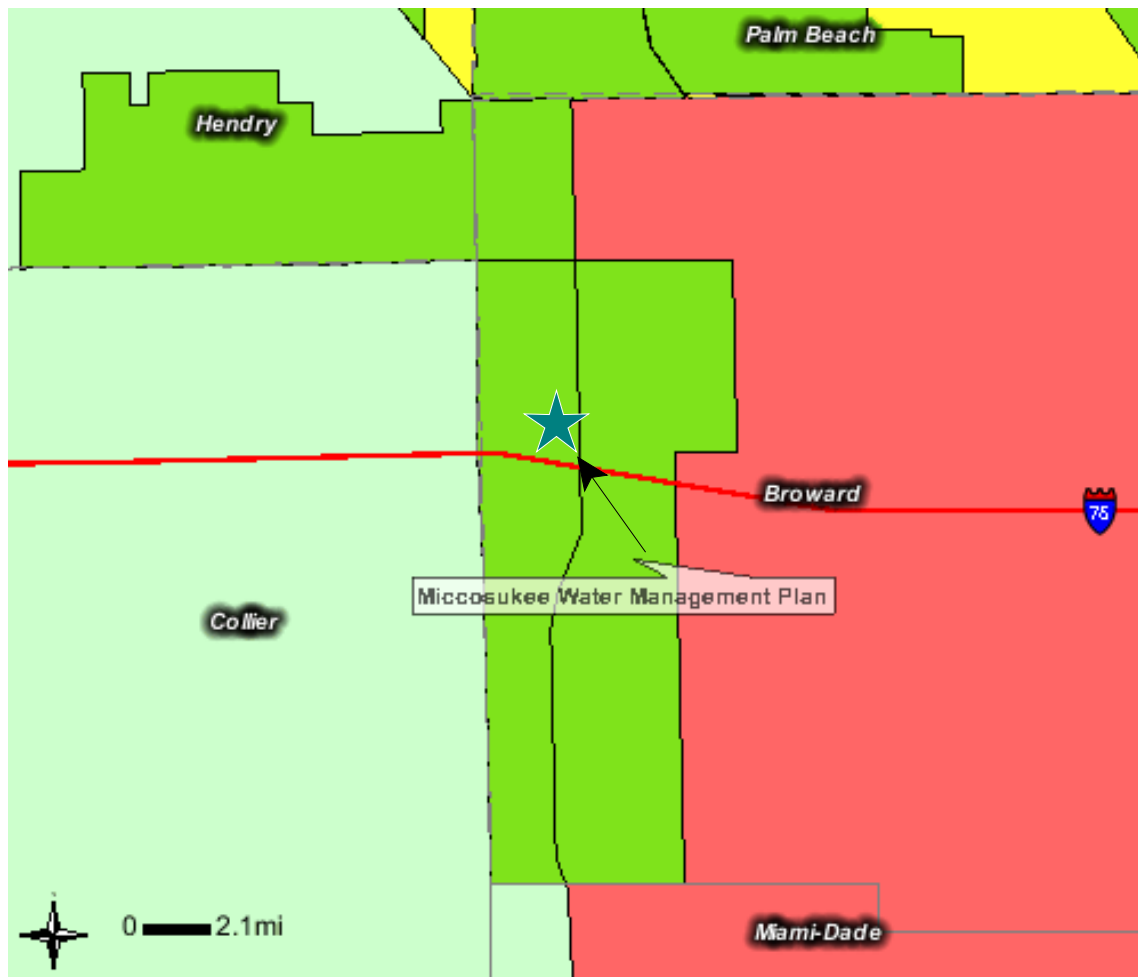 Palm Beach
Hendry
Broward
75
Miccosukee Water Management Plan
Collier
0 2.1mi
Miami-Dade